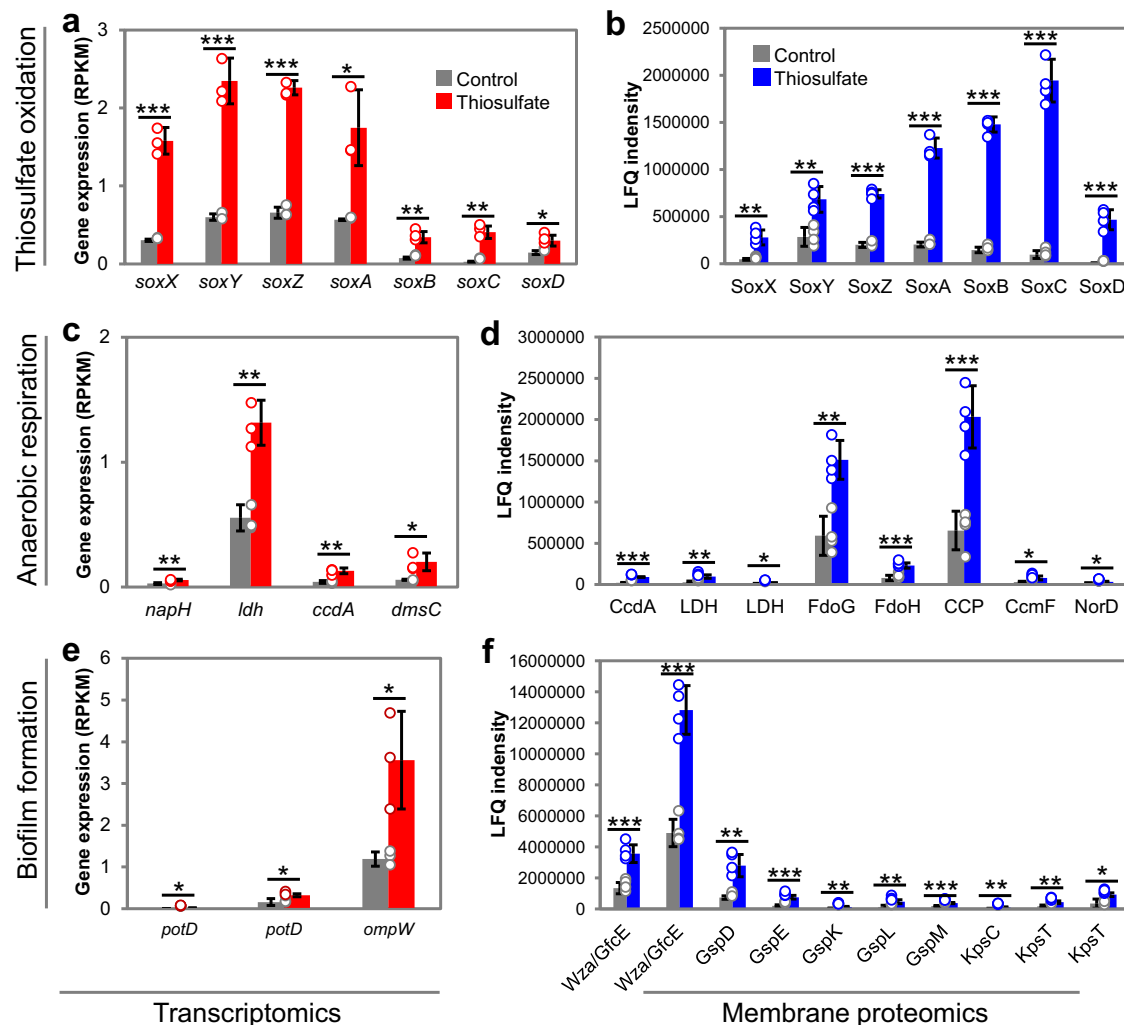 Thiosulfate oxidation
a
Gene expression (RPKM)
3
2
1
0
*** *** *** * ** ** *
Control
Thiosulfate
soxX soxY soxZ soxA soxB soxC soxD
b
LFQ indensity
2500000
2000000
1500000
1000000
500000
0
** ** *** *** *** *** ***
Control
Thiosulfate
SoxX SoxY SoxZ SoxA SoxB SoxC SoxD
Anaerobic respiration
c
Gene expression (RPKM)
2
1
0
** ** ** *
napH ldh ccdA dmsC
d
LFQ indensity
3000000
2500000
2000000
1500000
1000000
500000
0
*** ** * ** *** *** * *
CcdA LDH LDH FdoG FdoH CCP CcmF NorD
Biofilm formation
e
Gene expression (RPKM)
6
5
4
3
2
1
0
* * *
potD potD ompW
f
LFQ indensity
16000000
14000000
12000000
10000000
8000000
6000000
4000000
2000000
0
*** *** ** *** ** ** *** ** ** *
Wza/GfcE Wza/GfcE GspD GspE GspK GspL GspM KpsC KpsT KpsT
Transcriptomics
Membrane proteomics